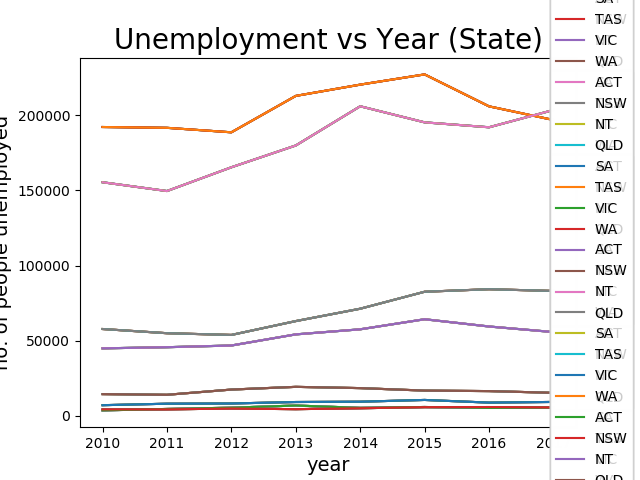 Unemployment vs Year (State)
no. of people unemployed
200000
150000
100000
50000
0
2010 2011 2012 2013 2014 2015 2016
year
SA
TAS
VIC
WA
ACT
NSW
NT
QLD
SA
TAS
VIC
WA
ACT
NSW
NT
QLD
SA
TAS
VIC
WA
ACT
NSW
NT
QLD